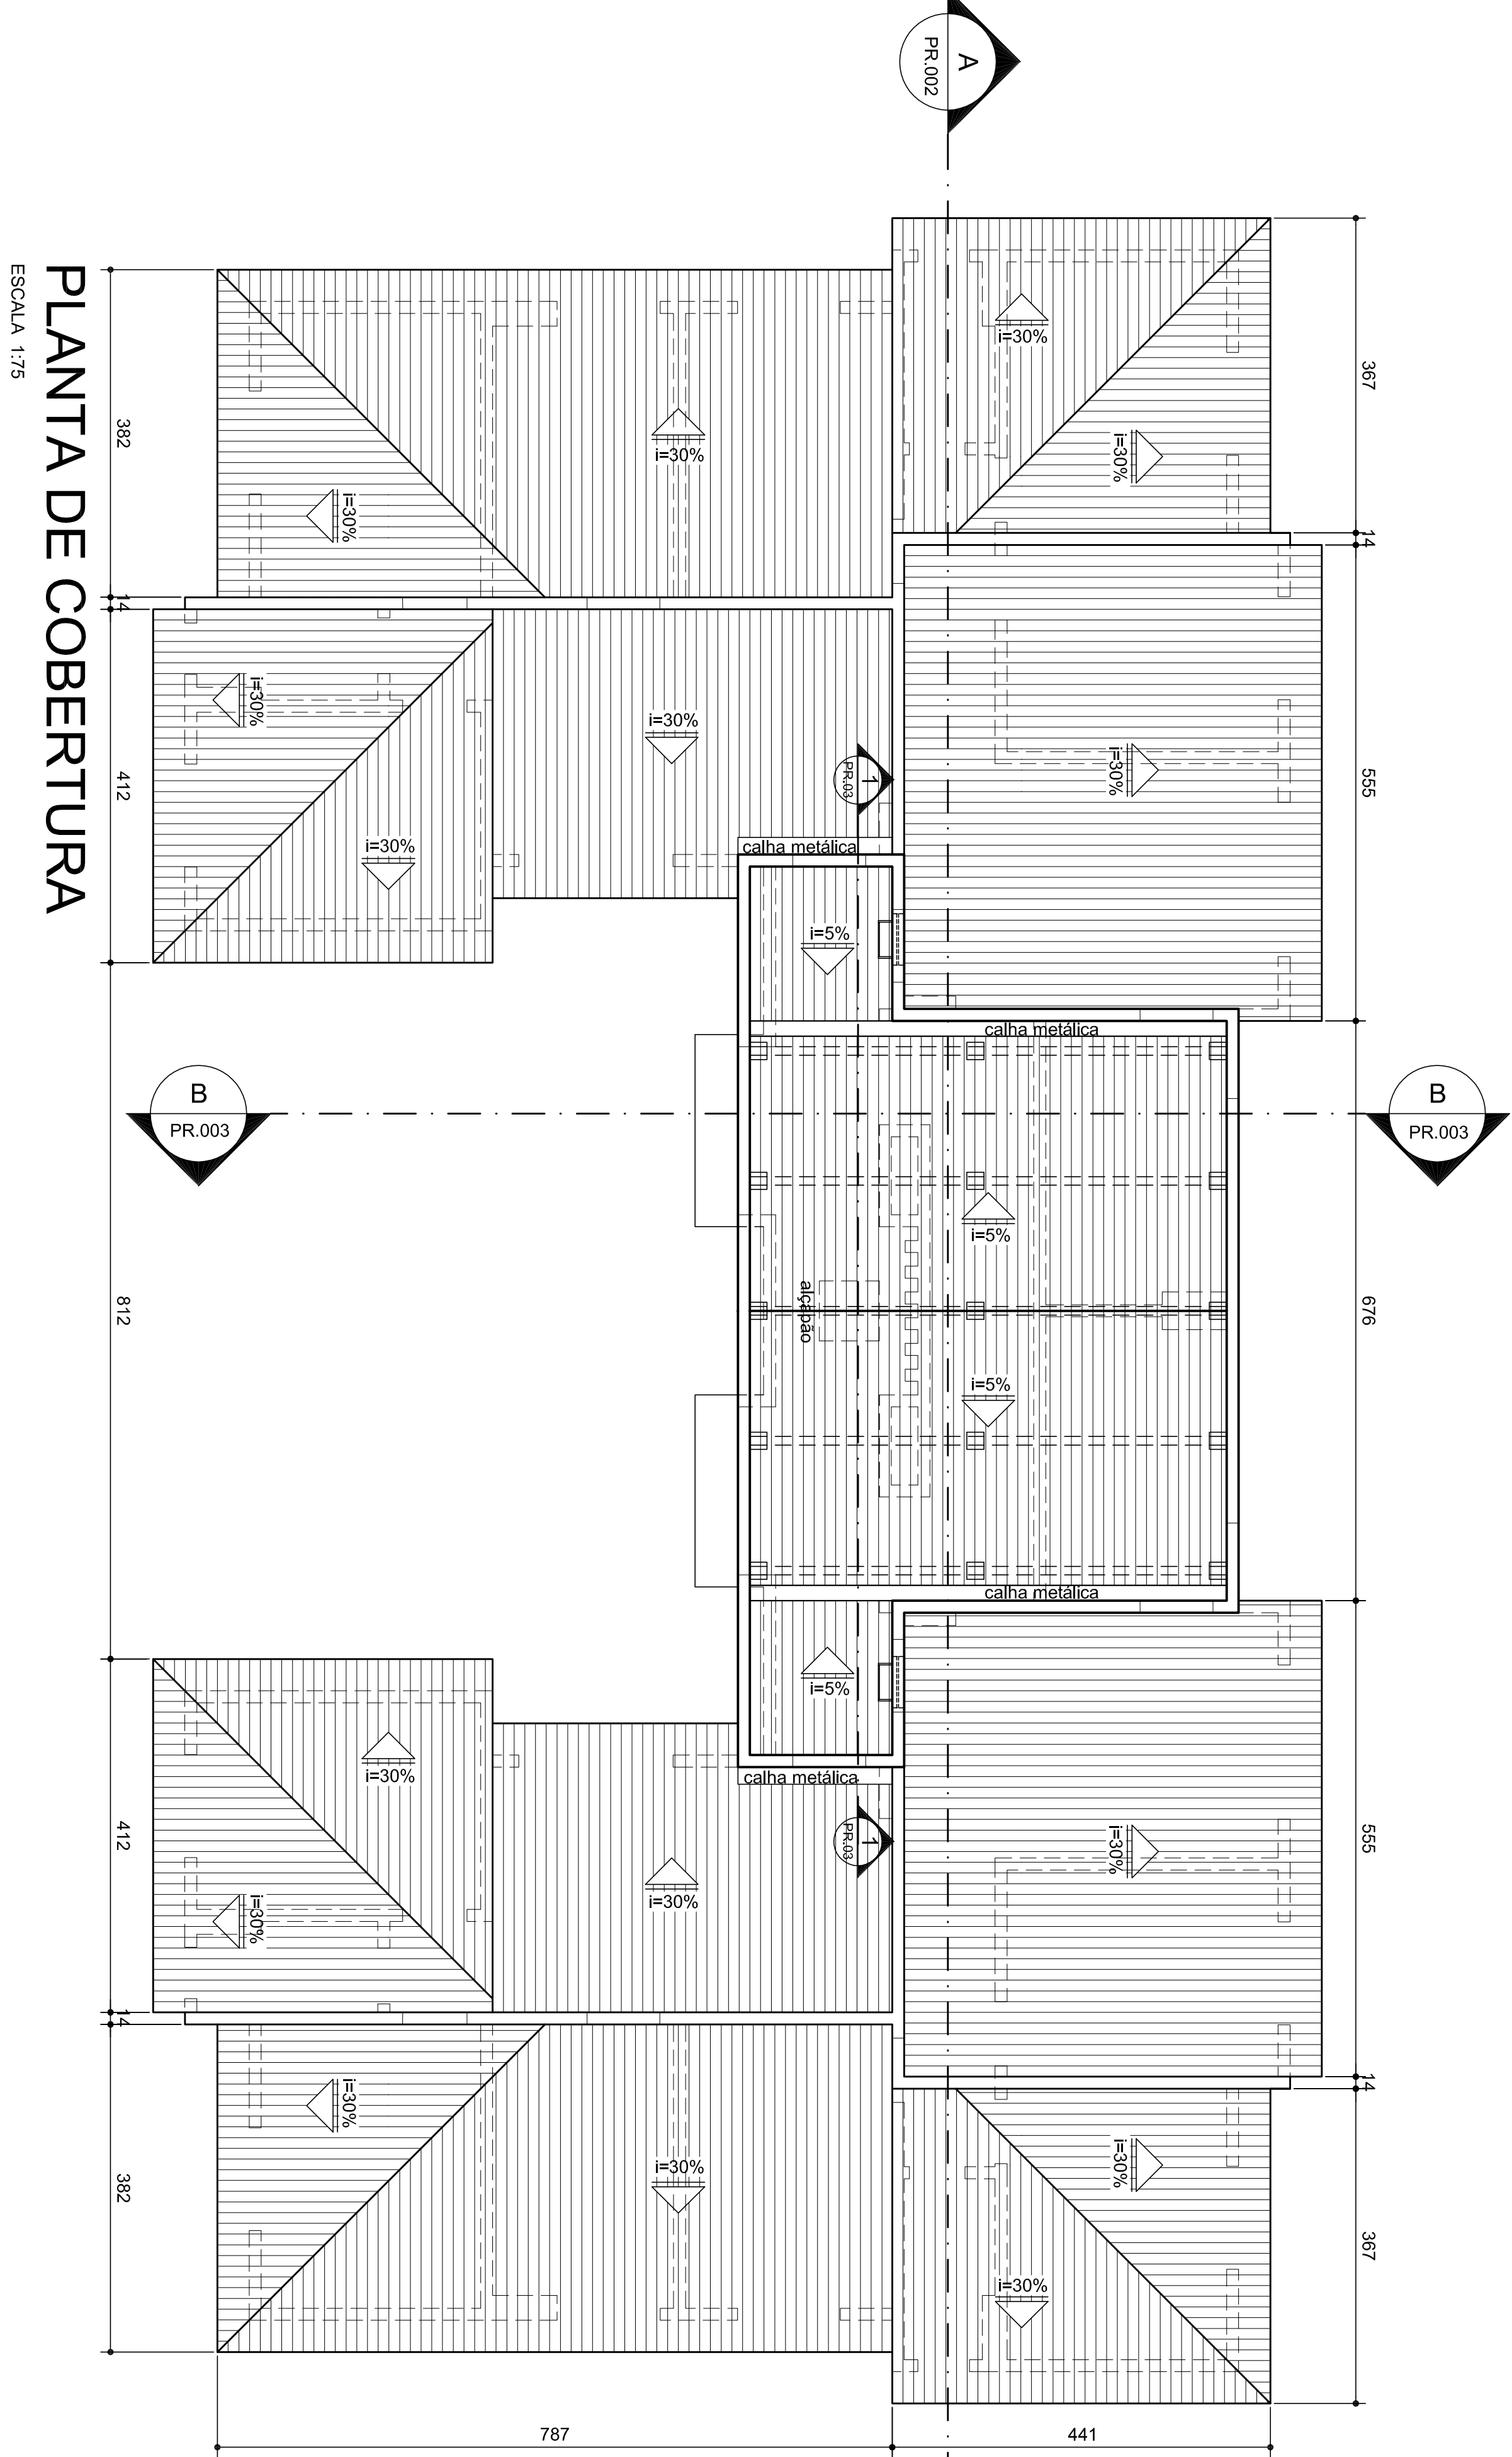 A
PR.002
367
14
555
676
555
14
367
i=30%
i=30%
i=30%
i=30%
i=30%
i=30%
i=30%
i=30%
1
PR.03
calha metálica
i=5%
calha metálica
B
PR.003
B
PR.003
i=5%
alçapão
i=5%
calha metálica
i=5%
calha metálica
1
PR.03
i=30%
i=30%
i=30%
i=30%
i=30%
i=30%
i=30%
i=30%
382
14
412
812
412
14
382
787
441
PLANTA DE COBERTURA
ESCALA 1:75